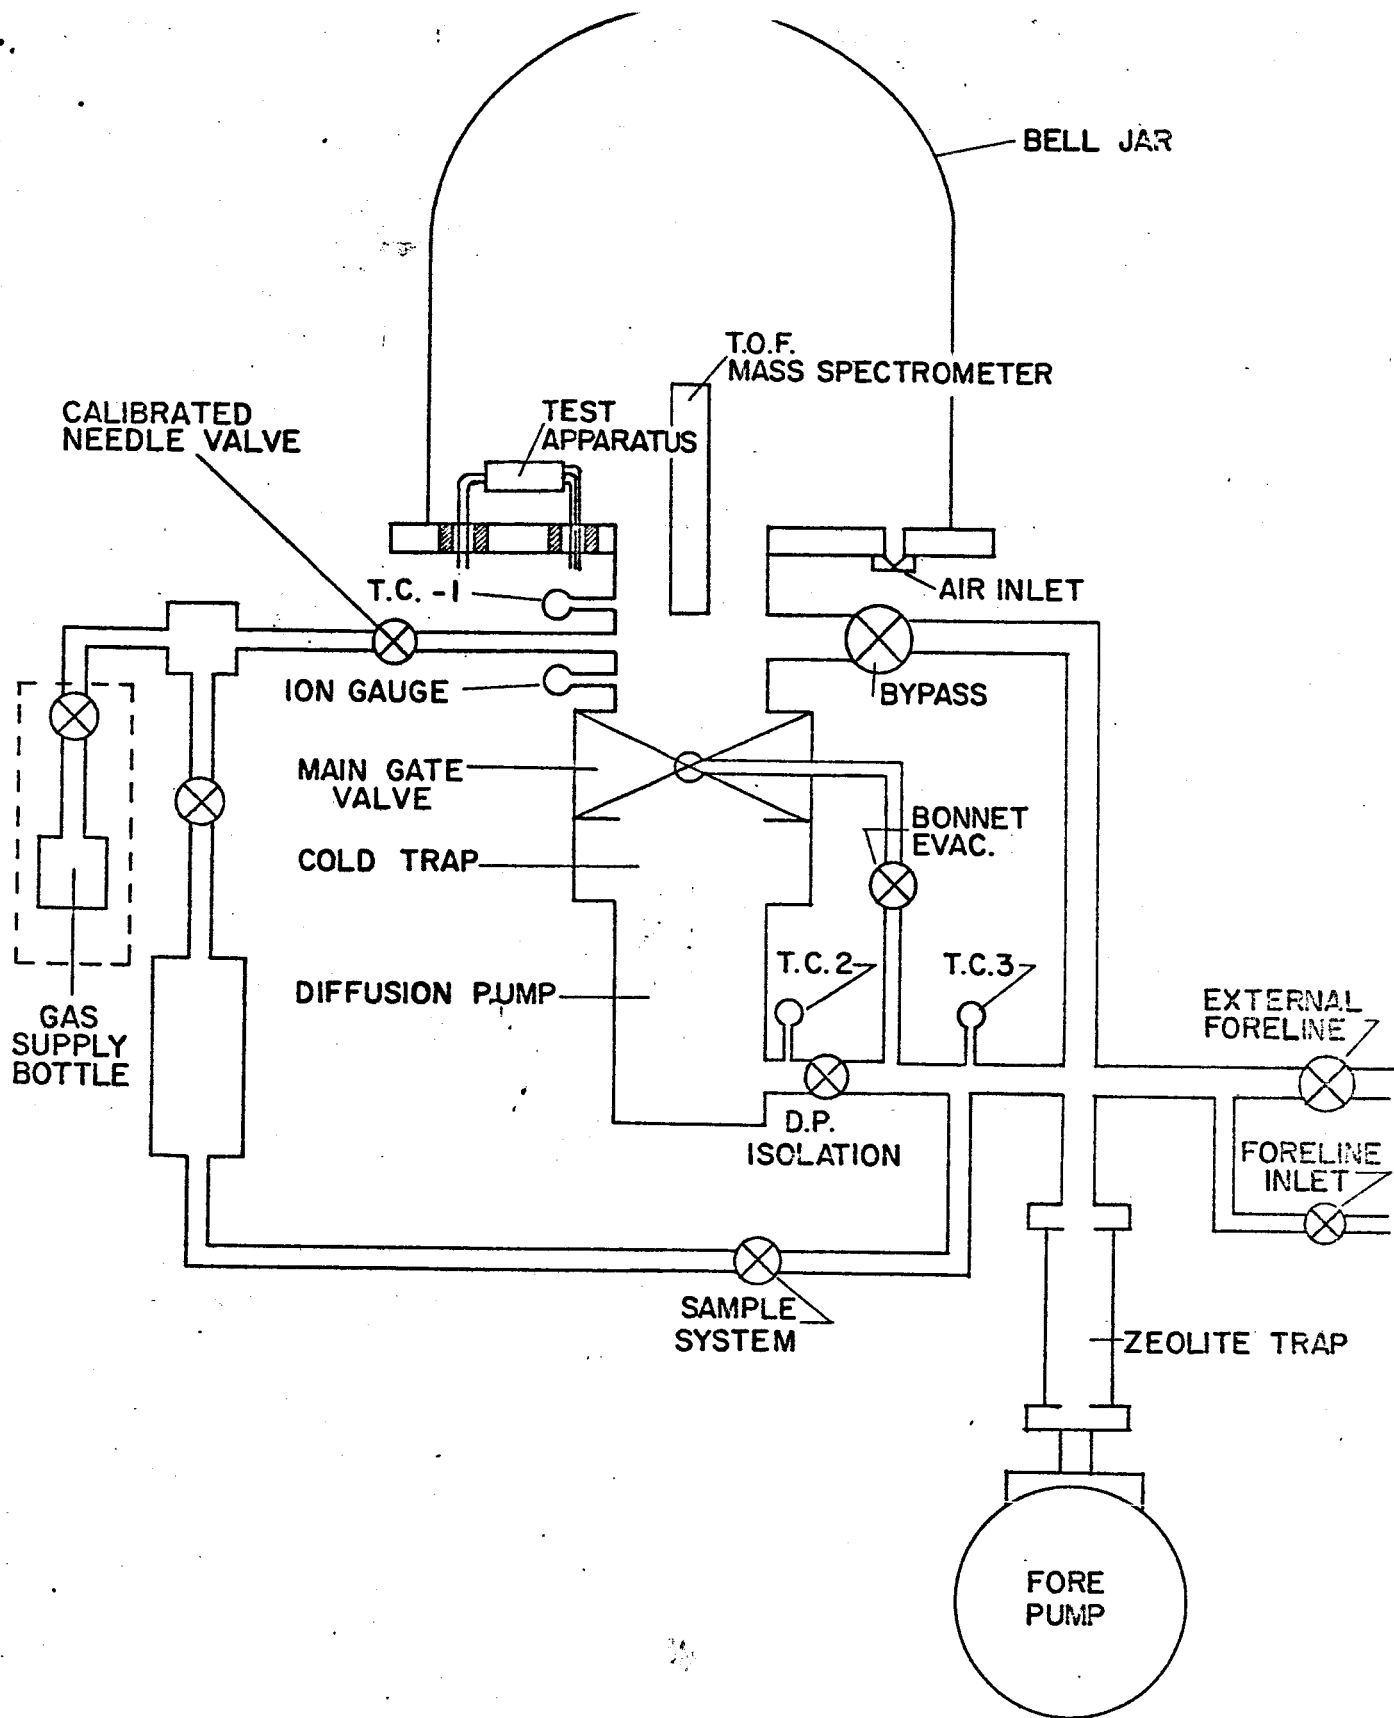 BELL JAR
T.O.F.
MASS SPECTROMETER
CALIBRATED
NEEDLE VALVE
TEST
APPARATUS
T.C. -1
AIR INLET
ION GAUGE
BYPASS
MAIN GATE
VALVE
BONNET
EVAC.
COLD TRAP
T.C. 2
T.C.3
DIFFUSION PUMP
EXTERNAL
FORELINE
GAS
SUPPLY
BOTTLE
D.P.
ISOLATION
FORELINE
INLET
SAMPLE
SYSTEM
ZEOLITE TRAP
FORE
PUMP